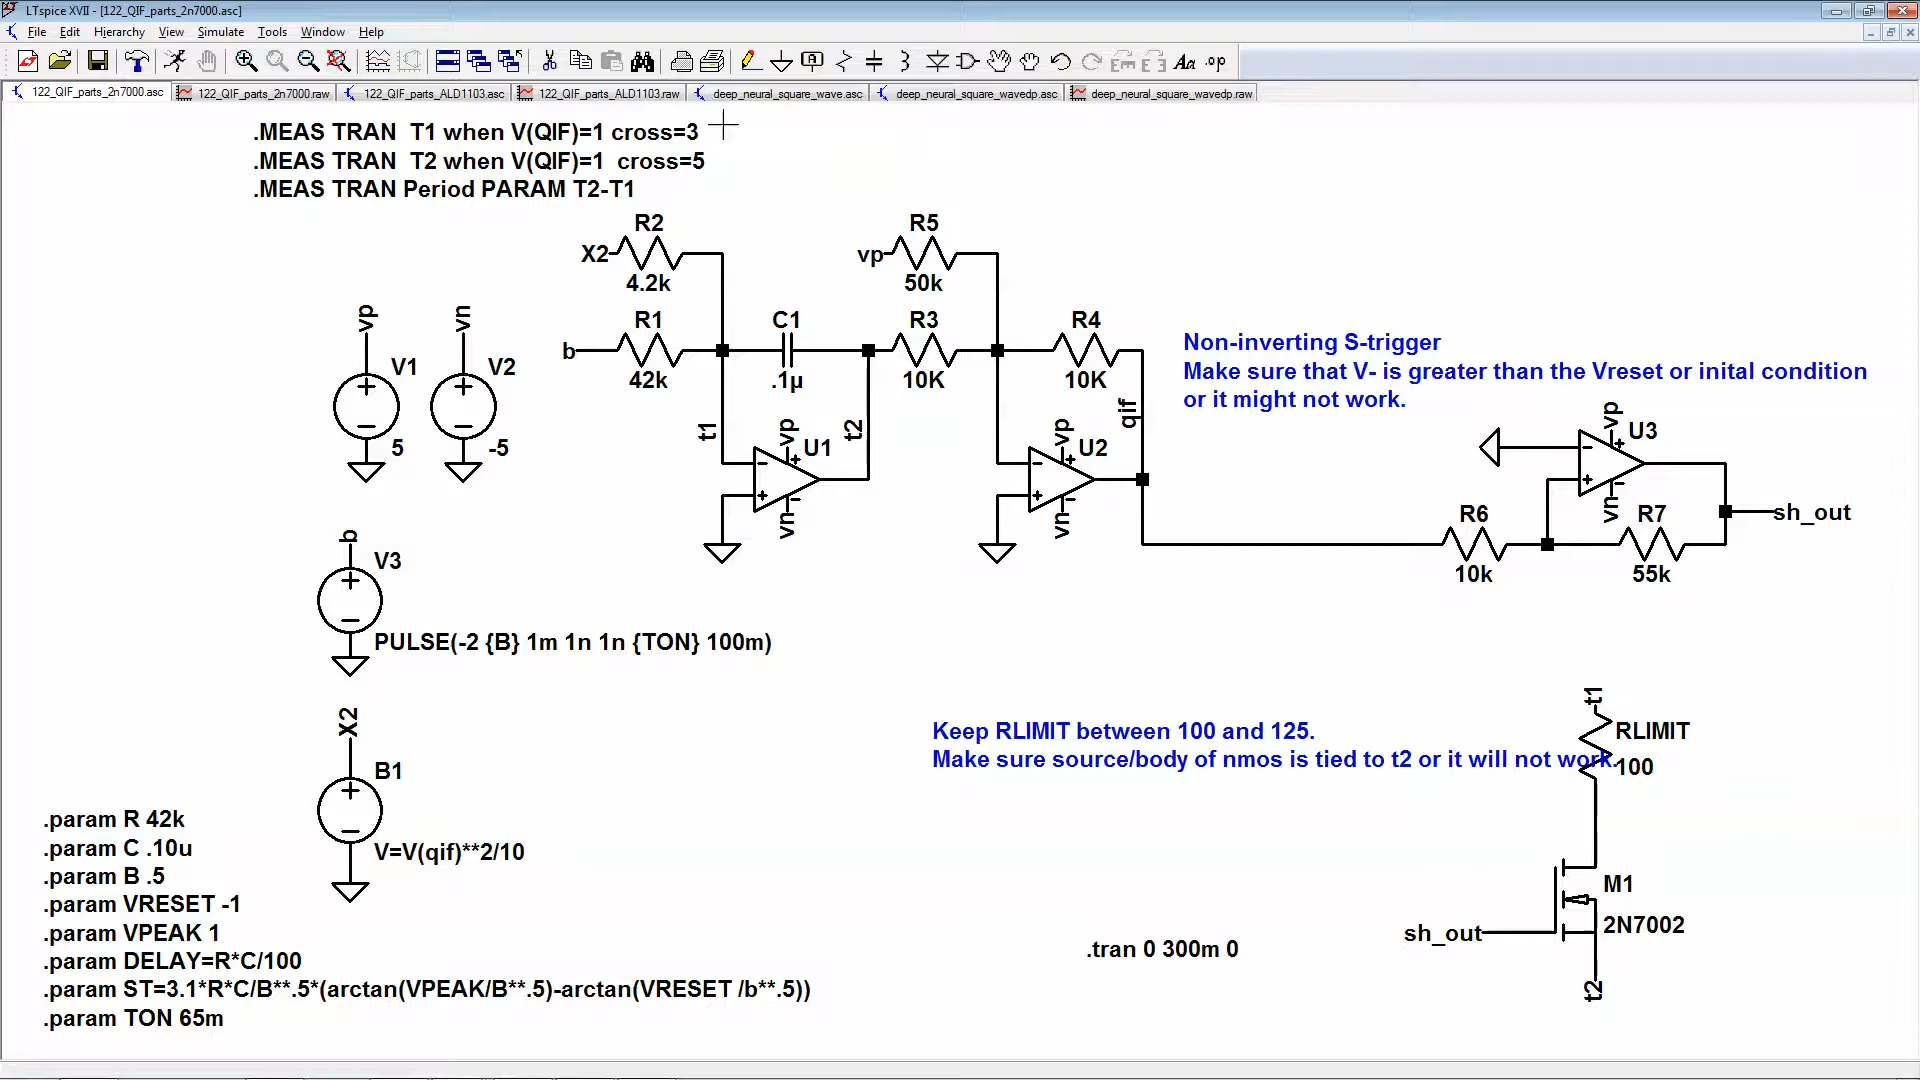 LTspice XVII - [122_QIF_parts_2n7000.asc]
File Edit Hierarchy View Simulate Tools Window Help
122_QIF_parts_2n7000.asc 122_QIF_parts_2n7000.raw 122_QIF_parts_ALD1103.asc 122_QIF_parts_ALD1103.raw deep_neural_square_wave.asc deep_neural_square_wavedp.asc deep_neural_square_wavedp.raw
.MEAS TRAN T1 when V(QIF)=1 cross=3
.MEAS TRAN T2 when V(QIF)=1 cross=5
.MEAS TRAN Period PARAM T2-T1
R2
X2
4.2k
R5
vp
50k
vp
V1
5
vn
V2
-5
b
R1
42k
C1
.1µ
R3
10K
R4
10K
t1
vp
U1
vn
t2
vp
U2
vn
qif
Non-inverting S-trigger
Make sure that V- is greater than the Vreset or inital condition
or it might not work.
vp
U3
vn
R6
10k
R7
55k
sh_out
b
V3
PULSE(-2 {B} 1m 1n 1n {TON} 100m)
X2
B1
V=V(qif)**2/10
Keep RLIMIT between 100 and 125.
Make sure source/body of nmos is tied to t2 or it will not work.
t1
RLIMIT
100
M1
2N7002
sh_out
t2
.tran 0 300m 0
.param R 42k
.param C .10u
.param B .5
.param VRESET -1
.param VPEAK 1
.param DELAY=R*C/100
.param ST=3.1*R*C/B**.5*(arctan(VPEAK/B**.5)-arctan(VRESET /b**.5))
.param TON 65m